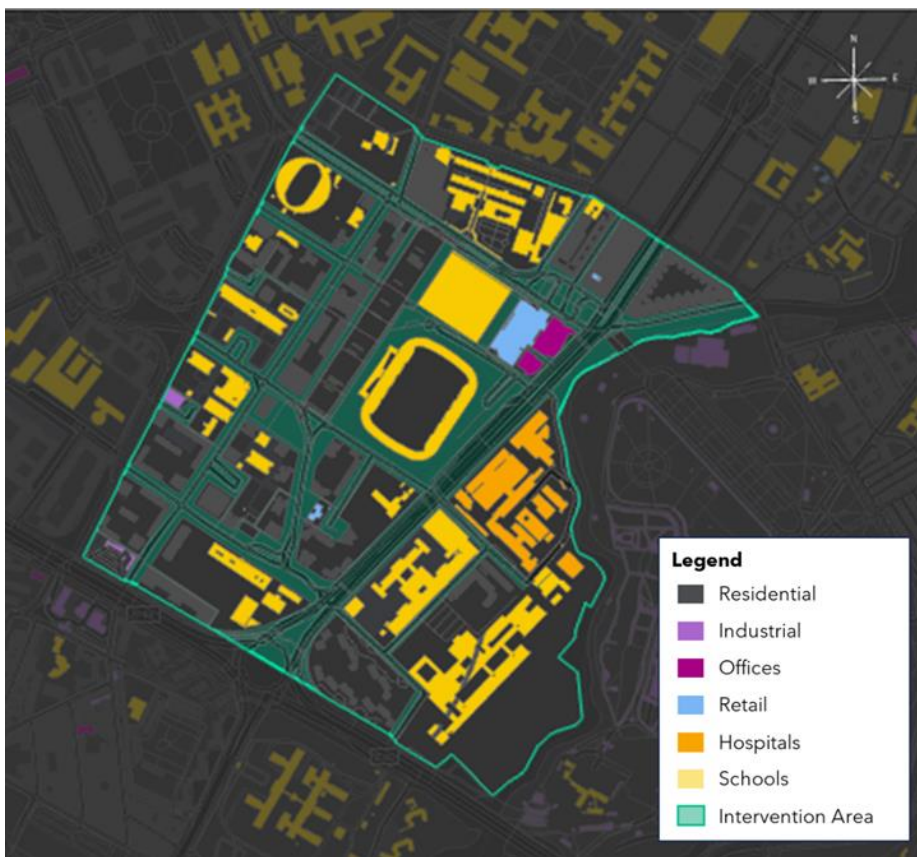 N
W E
S
Legend
Residential
Industrial
Offices
Retail
Hospitals
Schools
Intervention Area